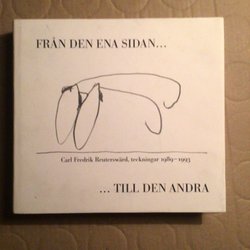 FRÅN DEN ENA SIDAN...
Carl Fredrik Reuterswärd, teckningar 1989–1993
... TILL DEN ANDRA